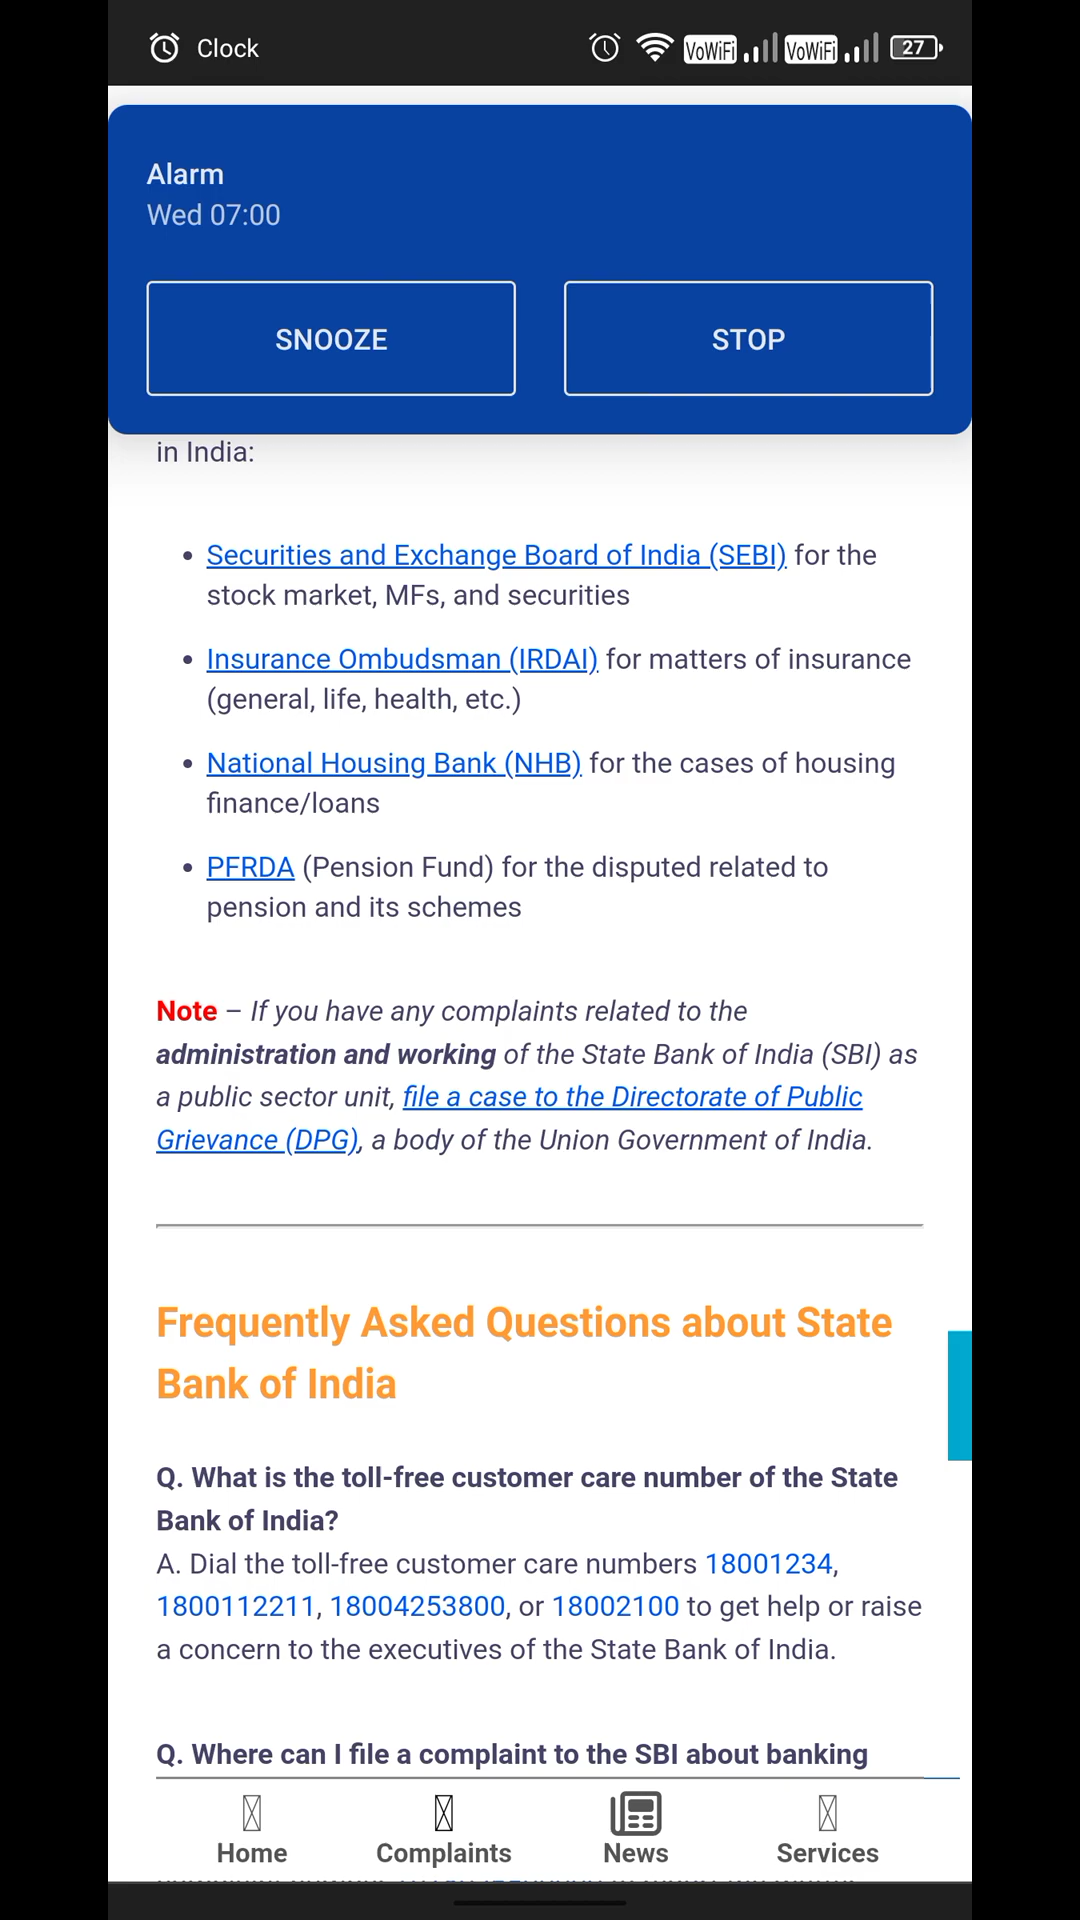 Clock
VoWiFi VoWiFi 27
Alarm
Wed 07:00
SNOOZE STOP
in India:
• Securities and Exchange Board of India (SEBI) for the
stock market, MFs, and securities
• Insurance Ombudsman (IRDAI) for matters of insurance
(general, life, health, etc.)
• National Housing Bank (NHB) for the cases of housing
finance/loans
• PFRDA (Pension Fund) for the disputed related to
pension and its schemes
Note – If you have any complaints related to the
administration and working of the State Bank of India (SBI) as
a public sector unit, file a case to the Directorate of Public
Grievance (DPG), a body of the Union Government of India.
Frequently Asked Questions about State
Bank of India
Q. What is the toll-free customer care number of the State
Bank of India?
A. Dial the toll-free customer care numbers 18001234,
1800112211, 18004253800, or 18002100 to get help or raise
a concern to the executives of the State Bank of India.
Q. Where can I file a complaint to the SBI about banking
Home Complaints News Services